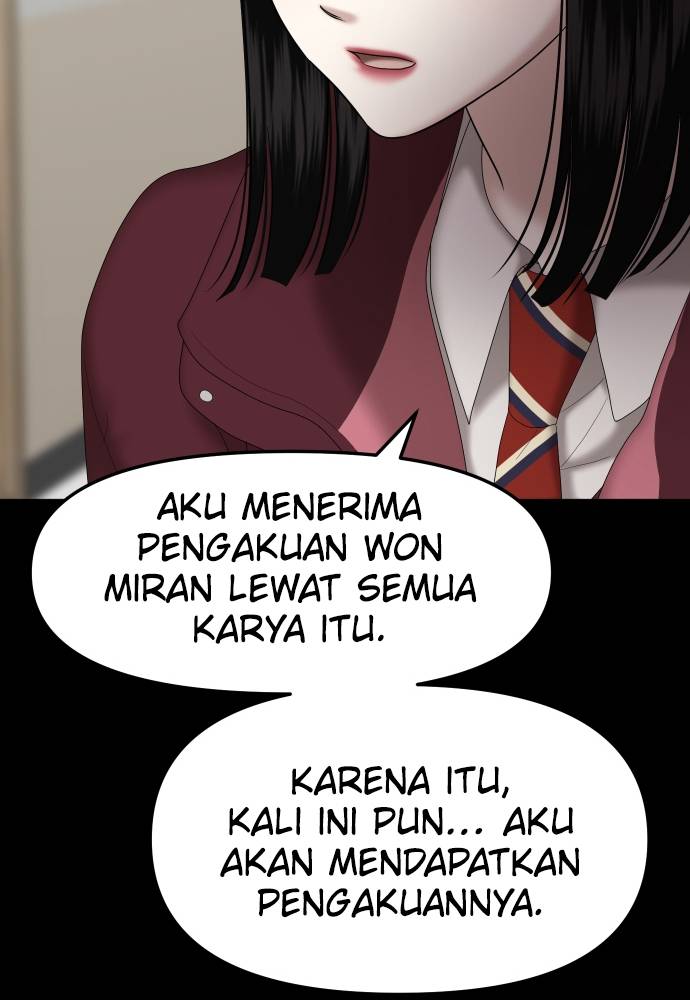 AKU MENERIMA
PENGAKUAN WON
MIRAN LEWAT SEMUA
KARYA ITU.
KARENA ITU,
KALI INI PUN... AKU
AKAN MENDAPATKAN
PENGAKUANNYA.